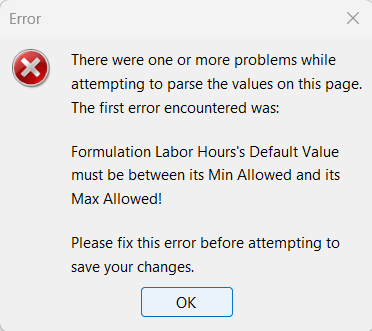 Error
There were one or more problems while
attempting to parse the values on this page.
The first error encountered was:
Formulation Labor Hours's Default Value
must be between its Min Allowed and its
Max Allowed!
Please fix this error before attempting to
save your changes.
OK